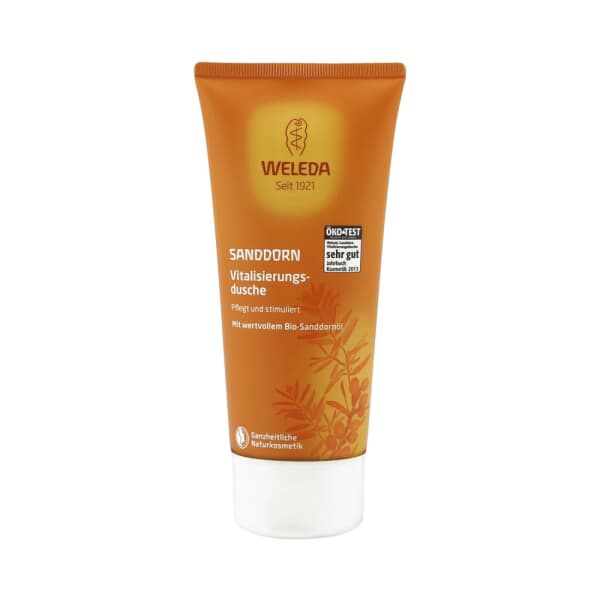 WELEDA
Seit 1921
ÖKO-TEST
sehr gut
Jahrbuch
Kosmetik 2013
SANDDORN
Vitalisierungs-
dusche
Pflegt und stimuliert
Mit wertvollem Bio-Sanddornöl
Ganzheitliche
Naturkosmetik